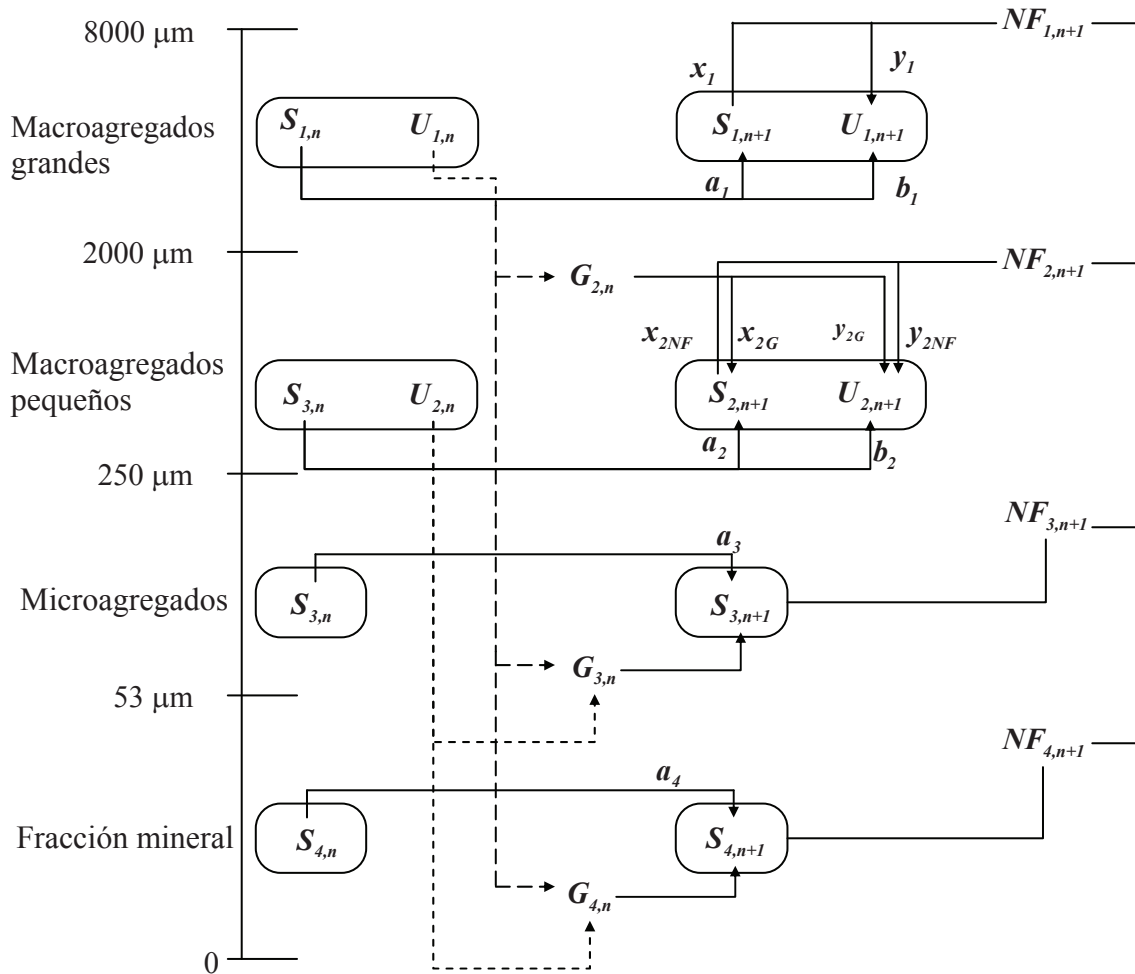 8000 μm
NF1,n+1
x1
y1
Macroagregados
grandes
S1,n
U1,n
S1,n+1
U1,n+1
a1
b1
2000 μm
G2,n
NF2,n+1
x2NF
x2G
y2G
y2NF
Macroagregados
pequeños
S3,n
U2,n
S2,n+1
U2,n+1
a2
b2
250 μm
NF3,n+1
a3
Microagregados
S3,n
S3,n+1
G3,n
53 μm
NF4,n+1
a4
Fracción mineral
S4,n
S4,n+1
G4,n
0